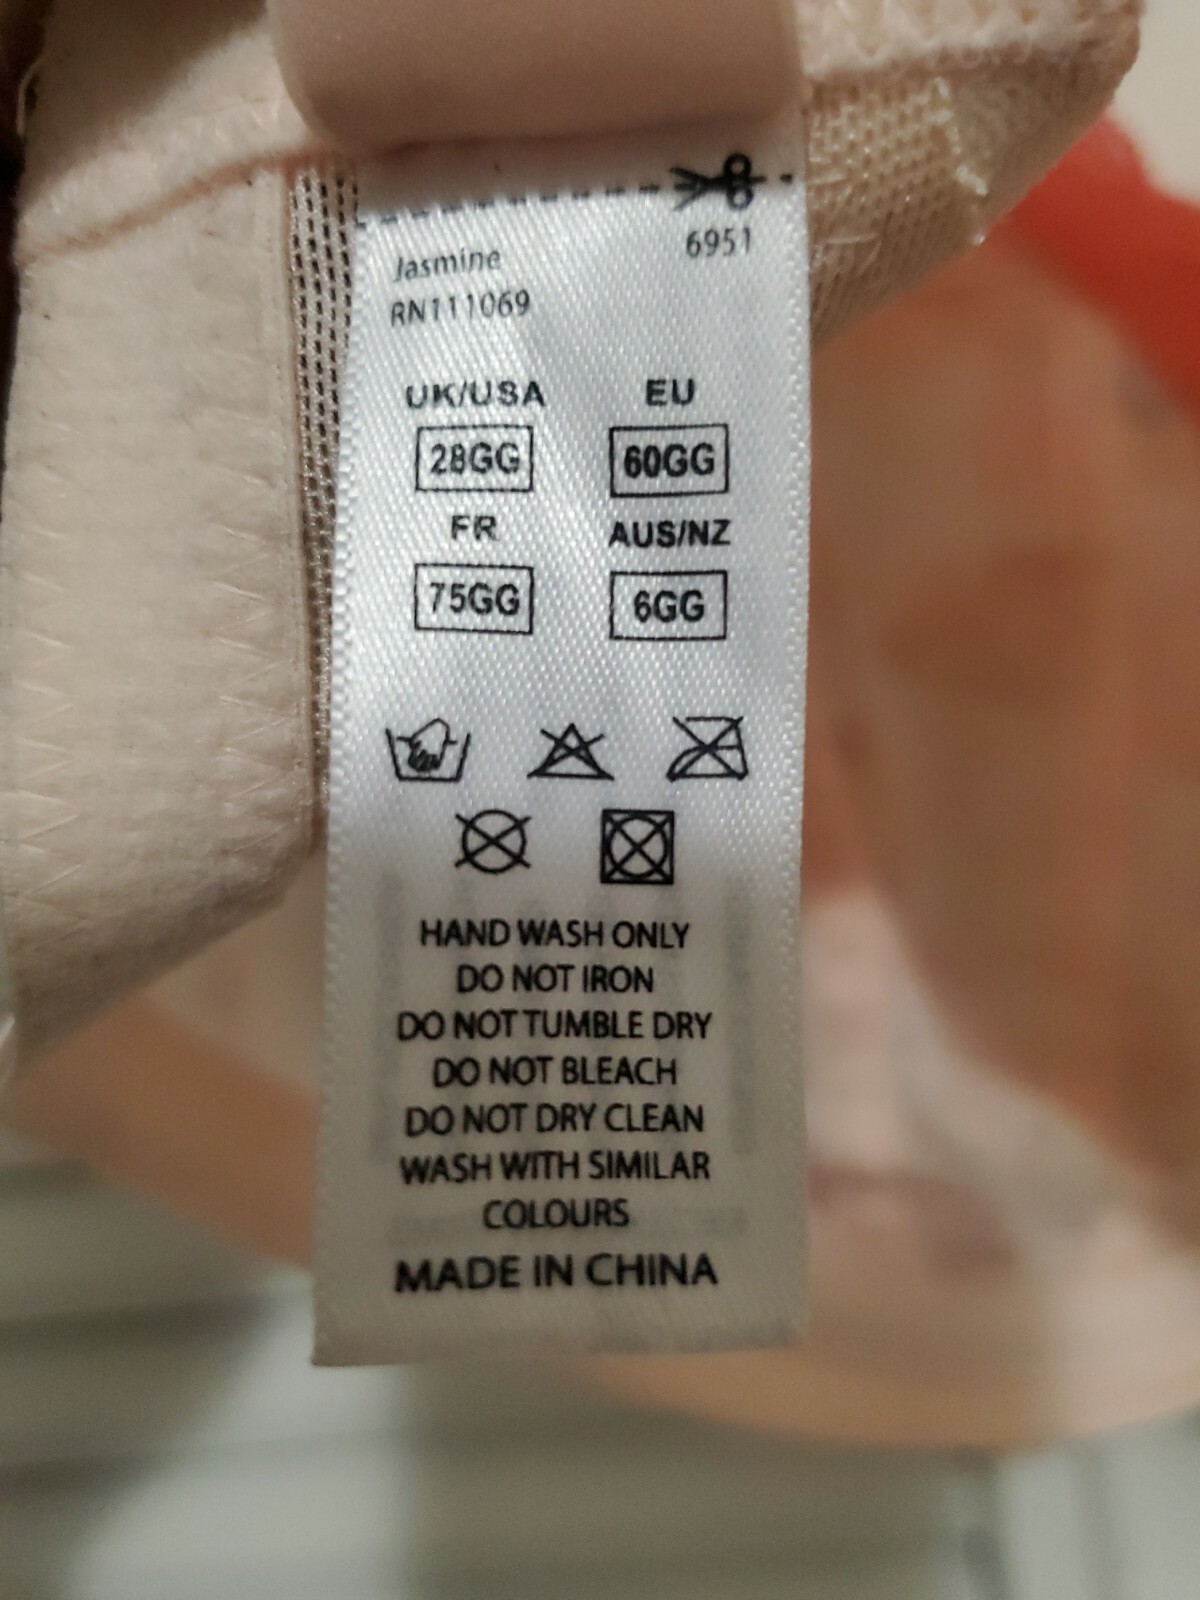 Jasmine 6951
RN111069
UK/USA EU
28GG 60GG
FR AUS/NZ
75GG 6GG
HAND WASH ONLY
DO NOT IRON
DO NOT TUMBLE DRY
DO NOT BLEACH
DO NOT DRY CLEAN
WASH WITH SIMILAR
COLOURS
MADE IN CHINA